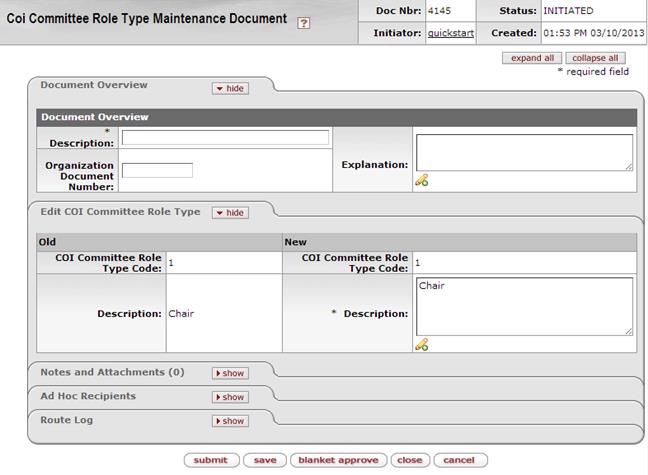 Coi Committee Role Type Maintenance Document ?
Doc Nbr: 4145 Status: INITIATED
Initiator: quickstart Created: 01:53 PM 03/10/2013
expand all collapse all
* required field
Document Overview hide
Document Overview
* Description:
Explanation:
Organization Document Number:
Edit COI Committee Role Type hide
Old New
COI Committee Role Type Code: 1 COI Committee Role Type Code: 1
Description: Chair * Description: Chair
Notes and Attachments (0) show
Ad Hoc Recipients show
Route Log show
submit save blanket approve close cancel